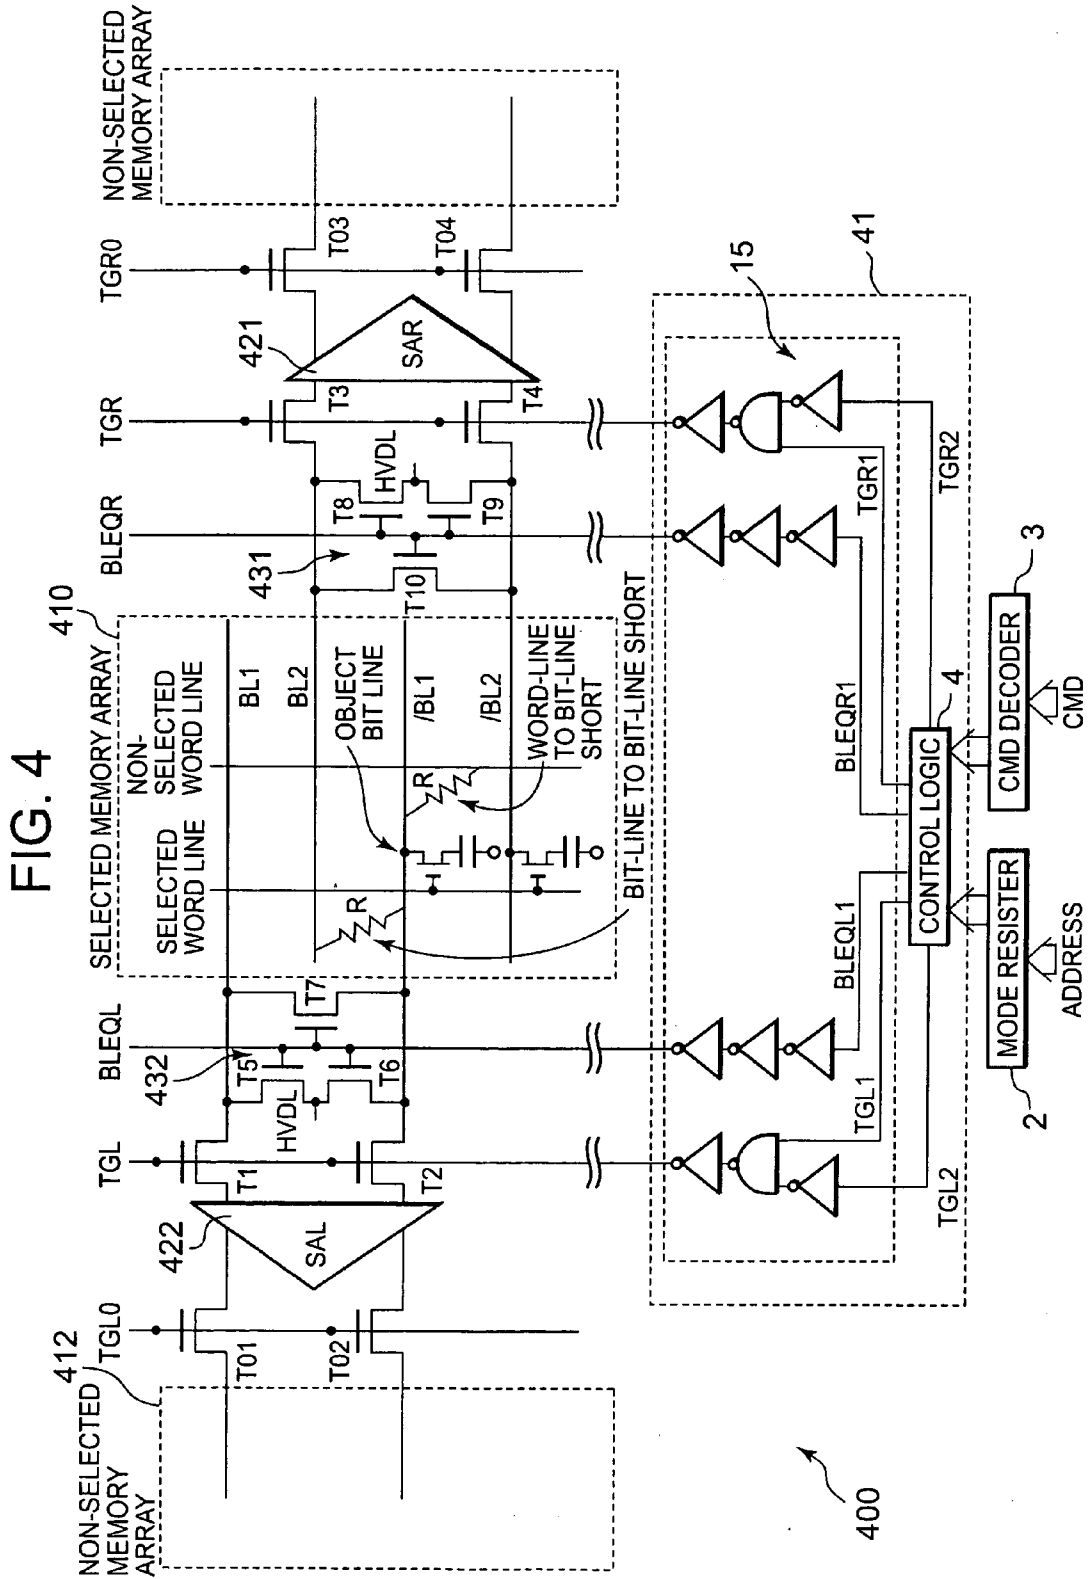 FIG. 4
NON-SELECTED
MEMORY
ARRAY
412
TGL0
T01
T02
422
SAL
TGL
T1
T2
BLEQL
432
T5
T6
T7
HVDL
SELECTED MEMORY ARRAY
410
SELECTED
WORD LINE
NON-
SELECTED
WORD LINE
BL1
BL2
/BL1
/BL2
OBJECT
BIT LINE
R
R
WORD-LINE
TO BIT-LINE
SHORT
BIT-LINE TO BIT-LINE SHORT
BLEQR
431
T10
T8
T9
HVDL
TGR
T3
T4
421
SAR
TGR0
T03
T04
NON-SELECTED
MEMORY ARRAY
15
41
TGL2
TGL1
BLEQL1
BLEQR1
TGR1
TGR2
CONTROL LOGIC
4
MODE RESISTER
2
ADDRESS
CMD DECODER
3
CMD
400